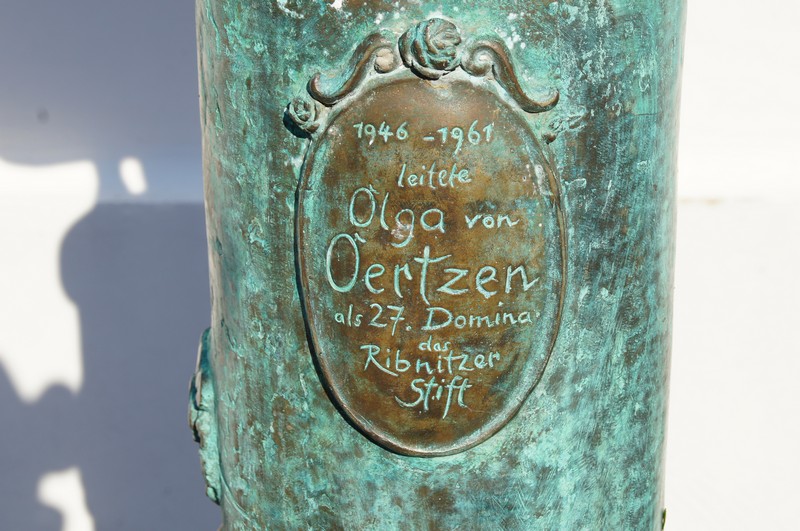 1946 - 1961
leitete
Olga von
Oertzen
als 27. Domina
das
Ribnitzer
Stift